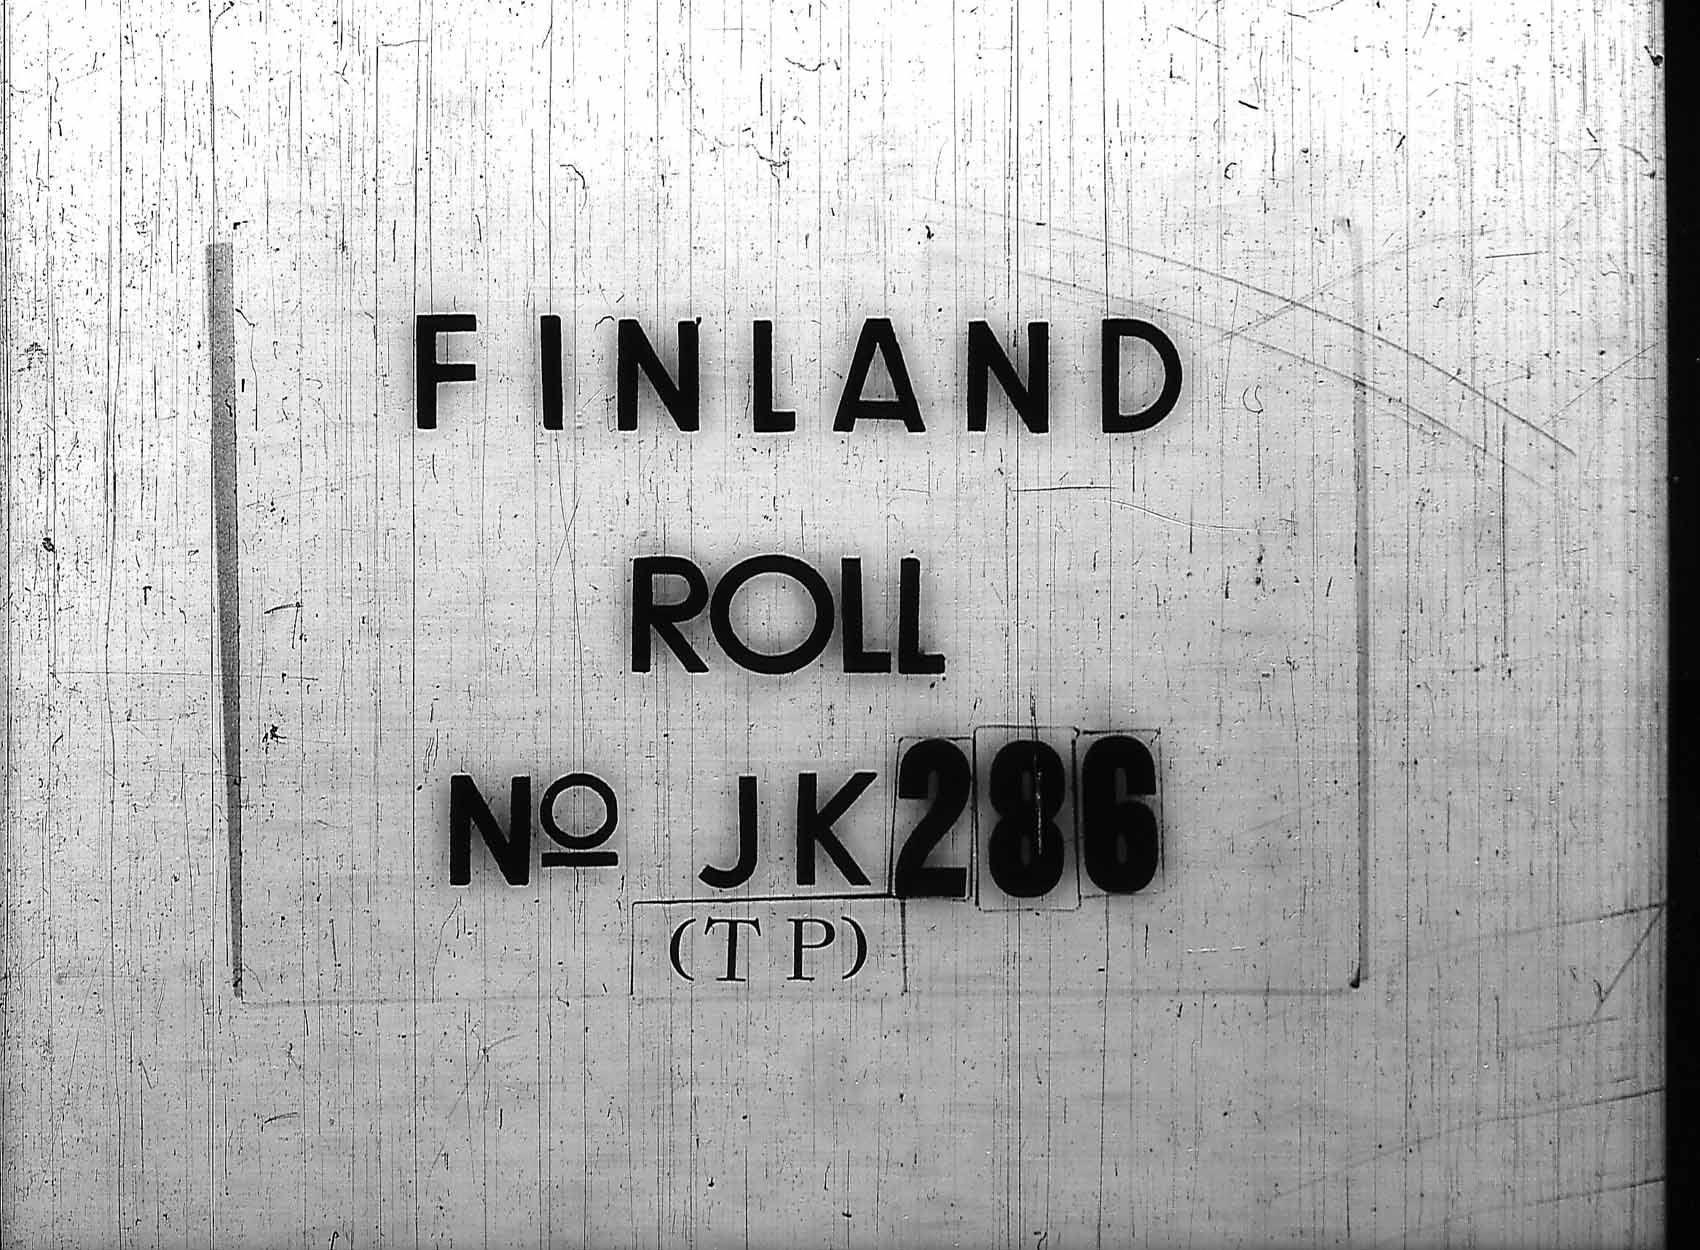 FINLAND
ROLL
Nº JK286
(TP)